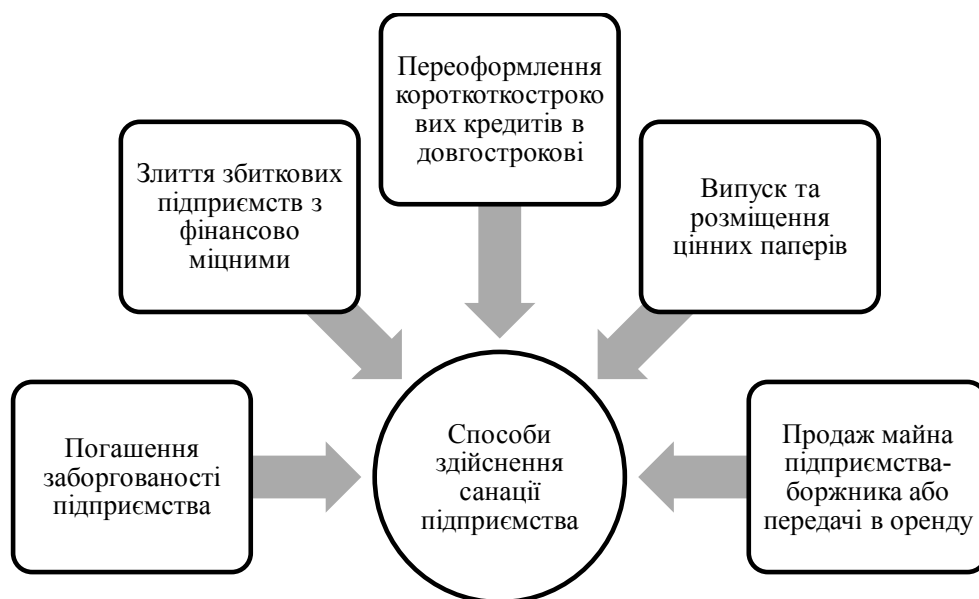 Переоформлення
короткоткостроко
вих кредитів в
довгострокові
Злиття збиткових
підприємств з
фінансово
міцними
Випуск та
розміщення
цінних паперів
Погашення
заборгованості
підприємства
Способи
здійснення
санації
підприємства
Продаж майна
підприємства-
боржника або
передачі в оренду